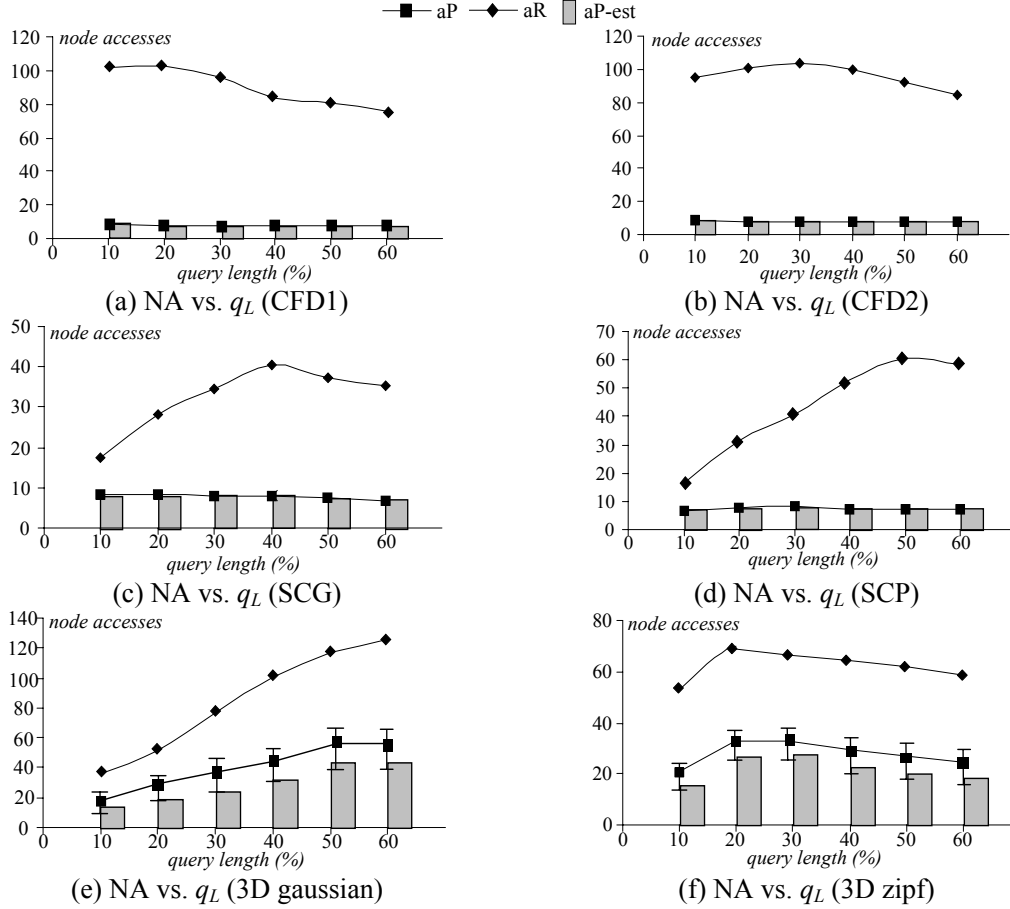 aP aR aP-est
node accesses
120
100
80
60
40
20
0
0 10 20 30 40 50 60
query length (%)
(a) NA vs. qL (CFD1)
node accesses
120
100
80
60
40
20
0
0 10 20 30 40 50 60
query length (%)
(b) NA vs. qL (CFD2)
node accesses
50
40
30
20
10
0
0 10 20 30 40 50 60
query length (%)
(c) NA vs. qL (SCG)
node accesses
70
60
50
40
30
20
10
0
0 10 20 30 40 50 60
query length (%)
(d) NA vs. qL (SCP)
node accesses
140
120
100
80
60
40
20
0
0 10 20 30 40 50 60
query length (%)
(e) NA vs. qL (3D gaussian)
node accesses
80
60
40
20
0
0 10 20 30 40 50 60
query length (%)
(f) NA vs. qL (3D zipf)